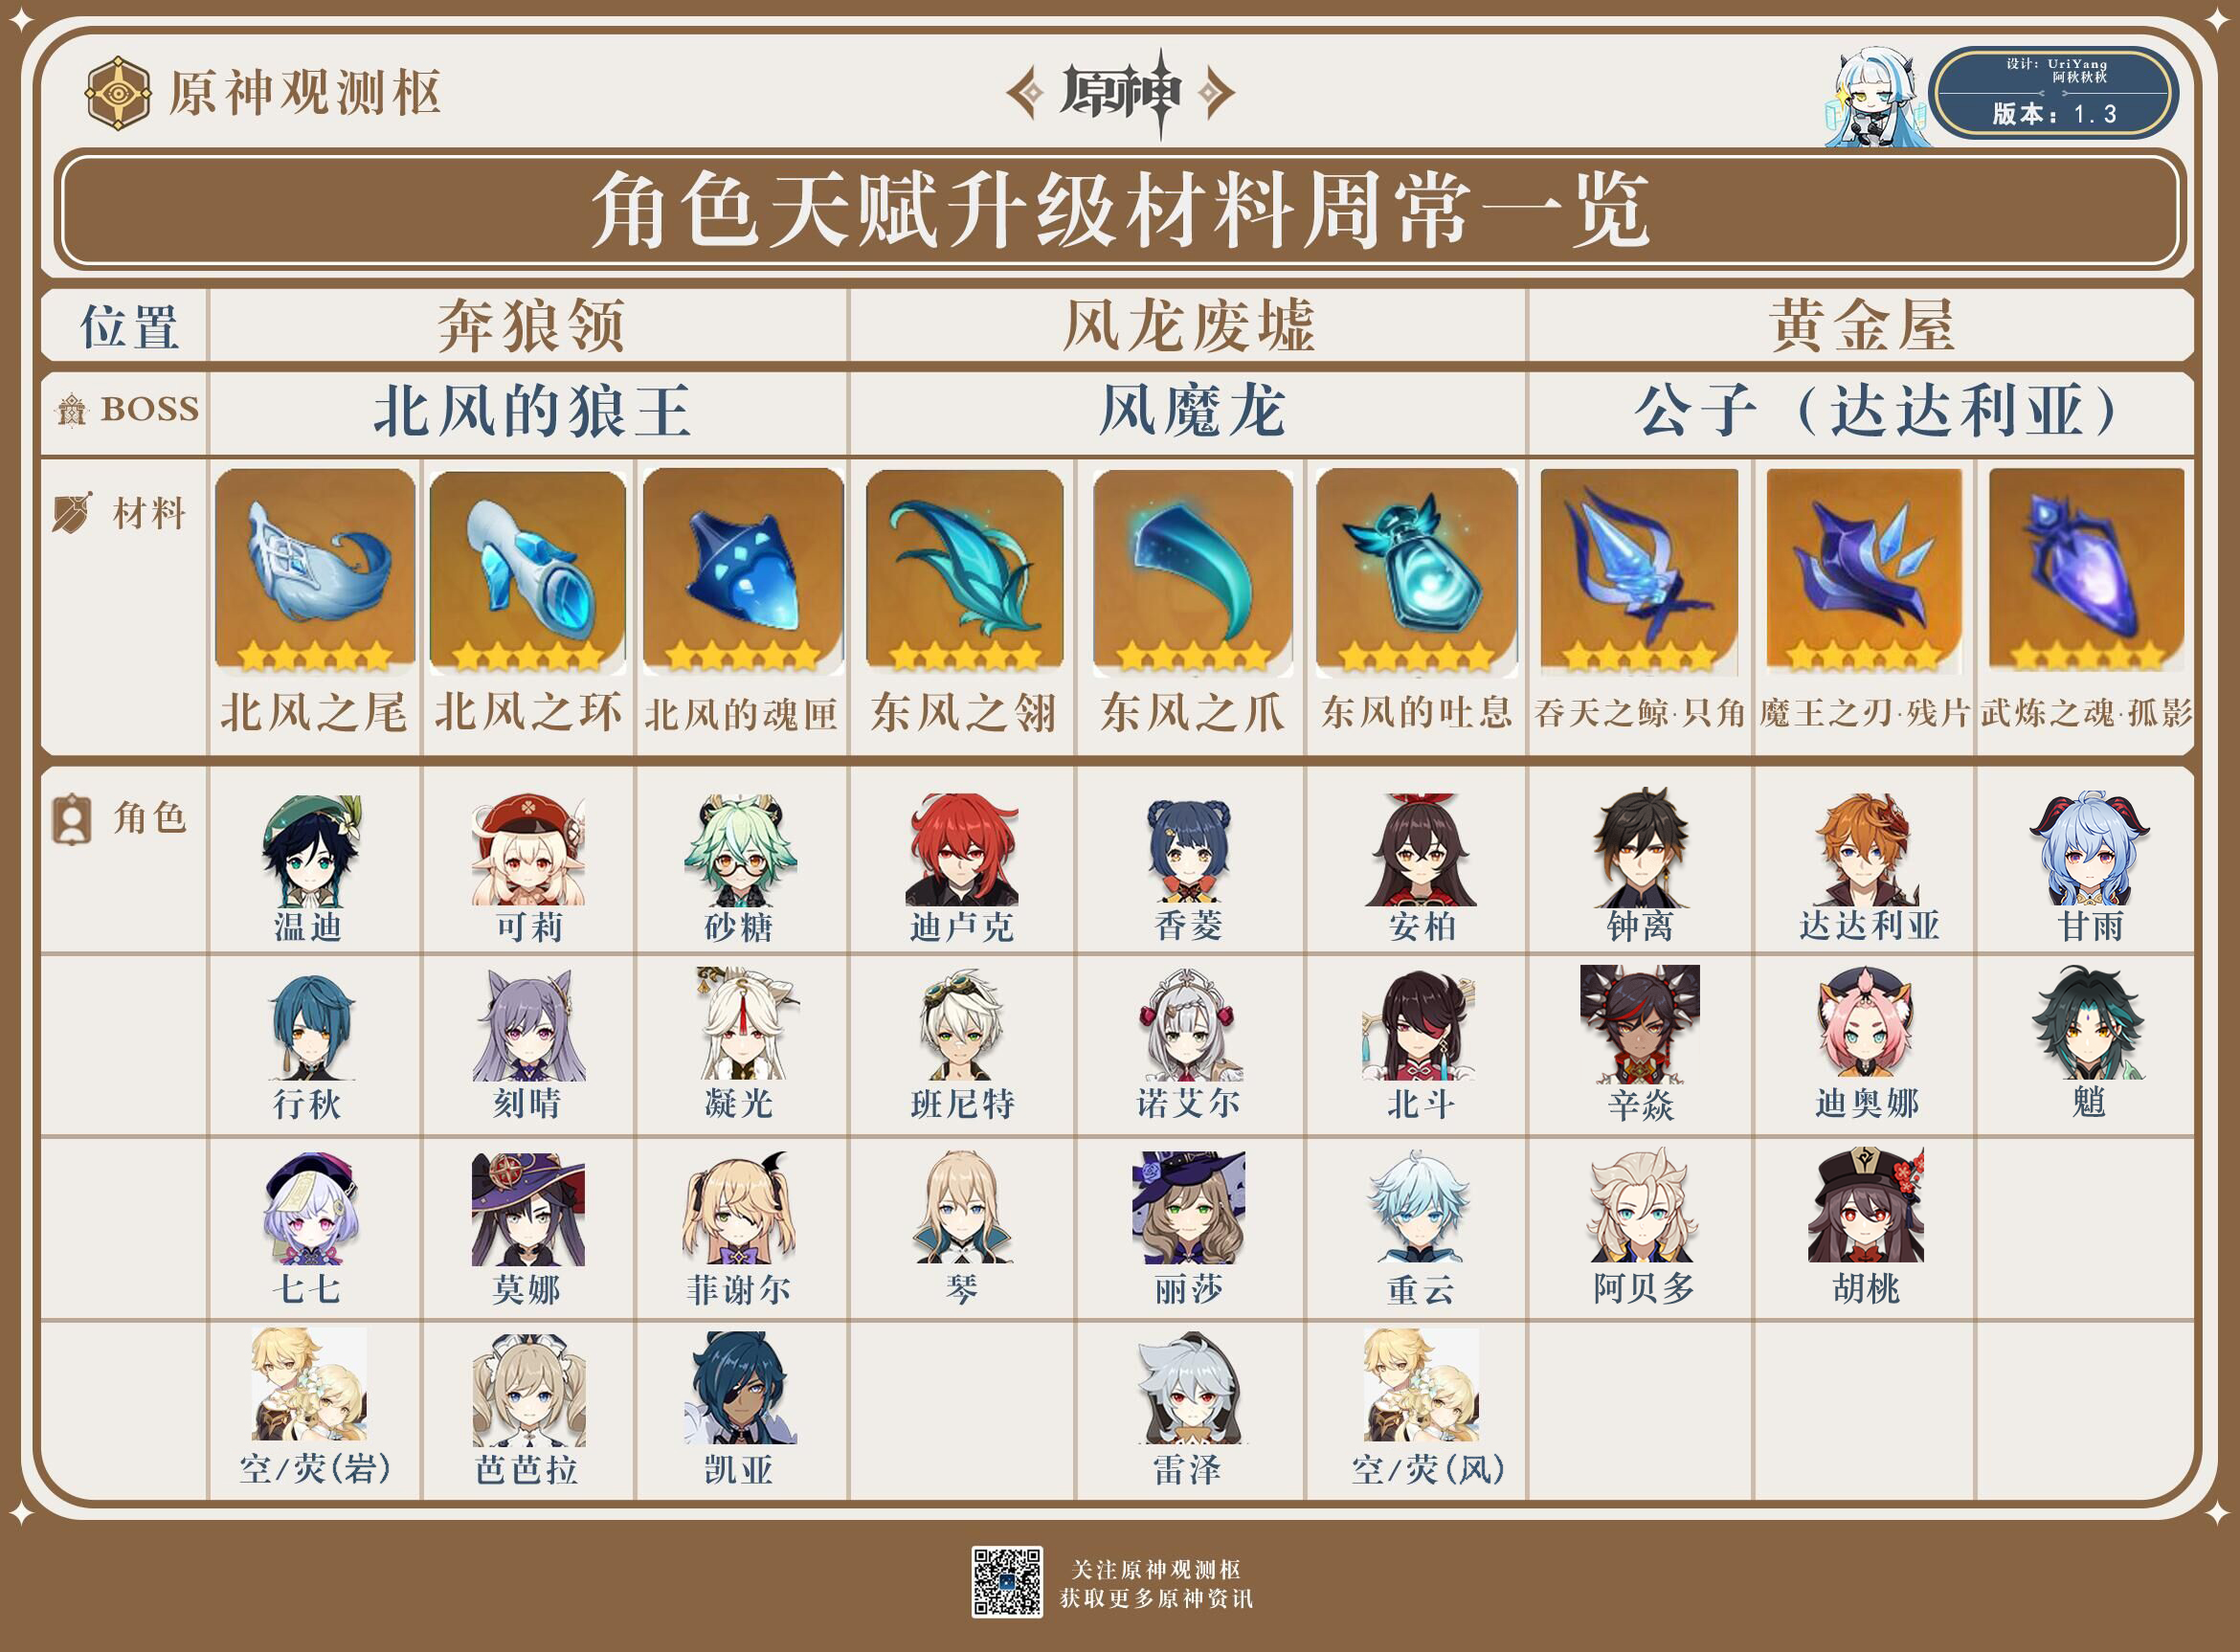 原神观测枢
原神
设计：UriYang
阿秋秋秋
版本：1.3
角色天赋升级材料周常一览
位置 奔狼领 风龙废墟 黄金屋
BOSS 北风的狼王 风魔龙 公子（达达利亚）
材料
北风之尾 北风之环 北风的魂匣 东风之翎 东风之爪 东风的吐息 吞天之鲸·只角 魔王之刃·残片 武炼之魂·孤影
角色
温迪 可莉 砂糖 迪卢克 香菱 安柏 钟离 达达利亚 甘雨
行秋 刻晴 凝光 班尼特 诺艾尔 北斗 辛焱 迪奥娜 魈
七七 莫娜 菲谢尔 琴 丽莎 重云 阿贝多 胡桃
空/荧(岩) 芭芭拉 凯亚 雷泽 空/荧(风)
关注原神观测枢
获取更多原神资讯